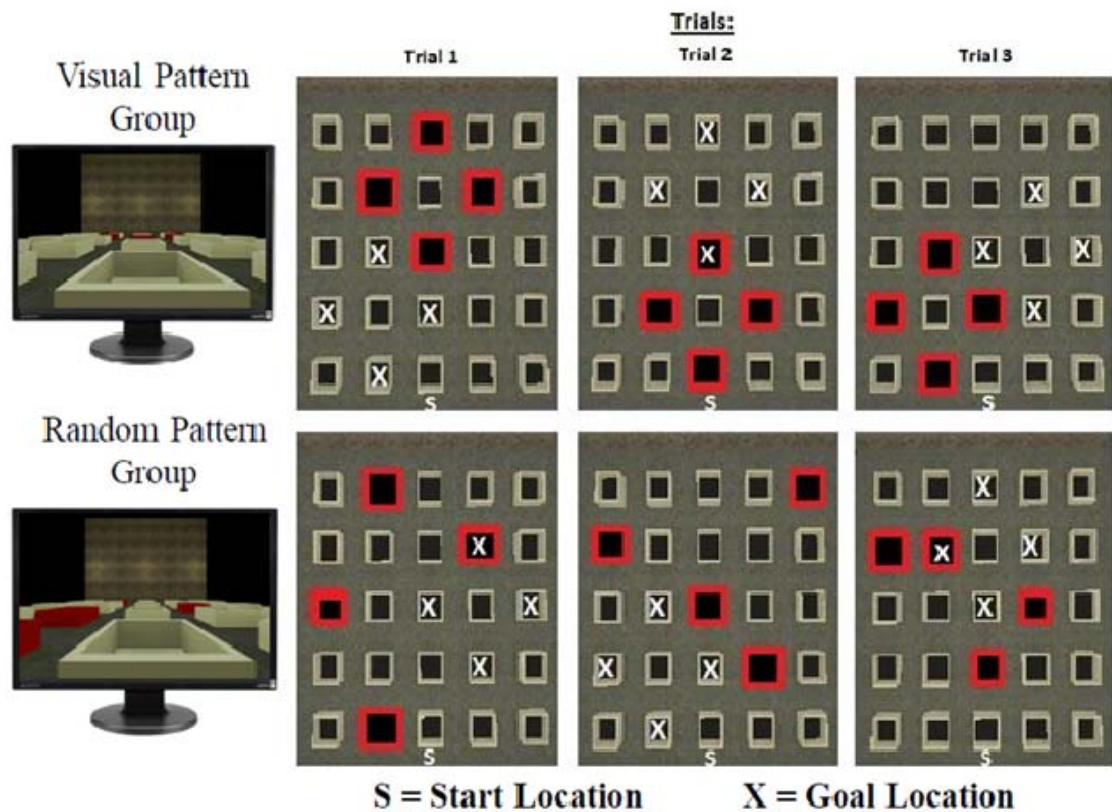 Trials:
Trial 1
Trial 2
Trial 3
Visual Pattern
Group
X
X X
X X X X
X X X
X
S S S
Random Pattern
Group
X
X X X
X X X X
X X X
X
S S S
S = Start Location X = Goal Location